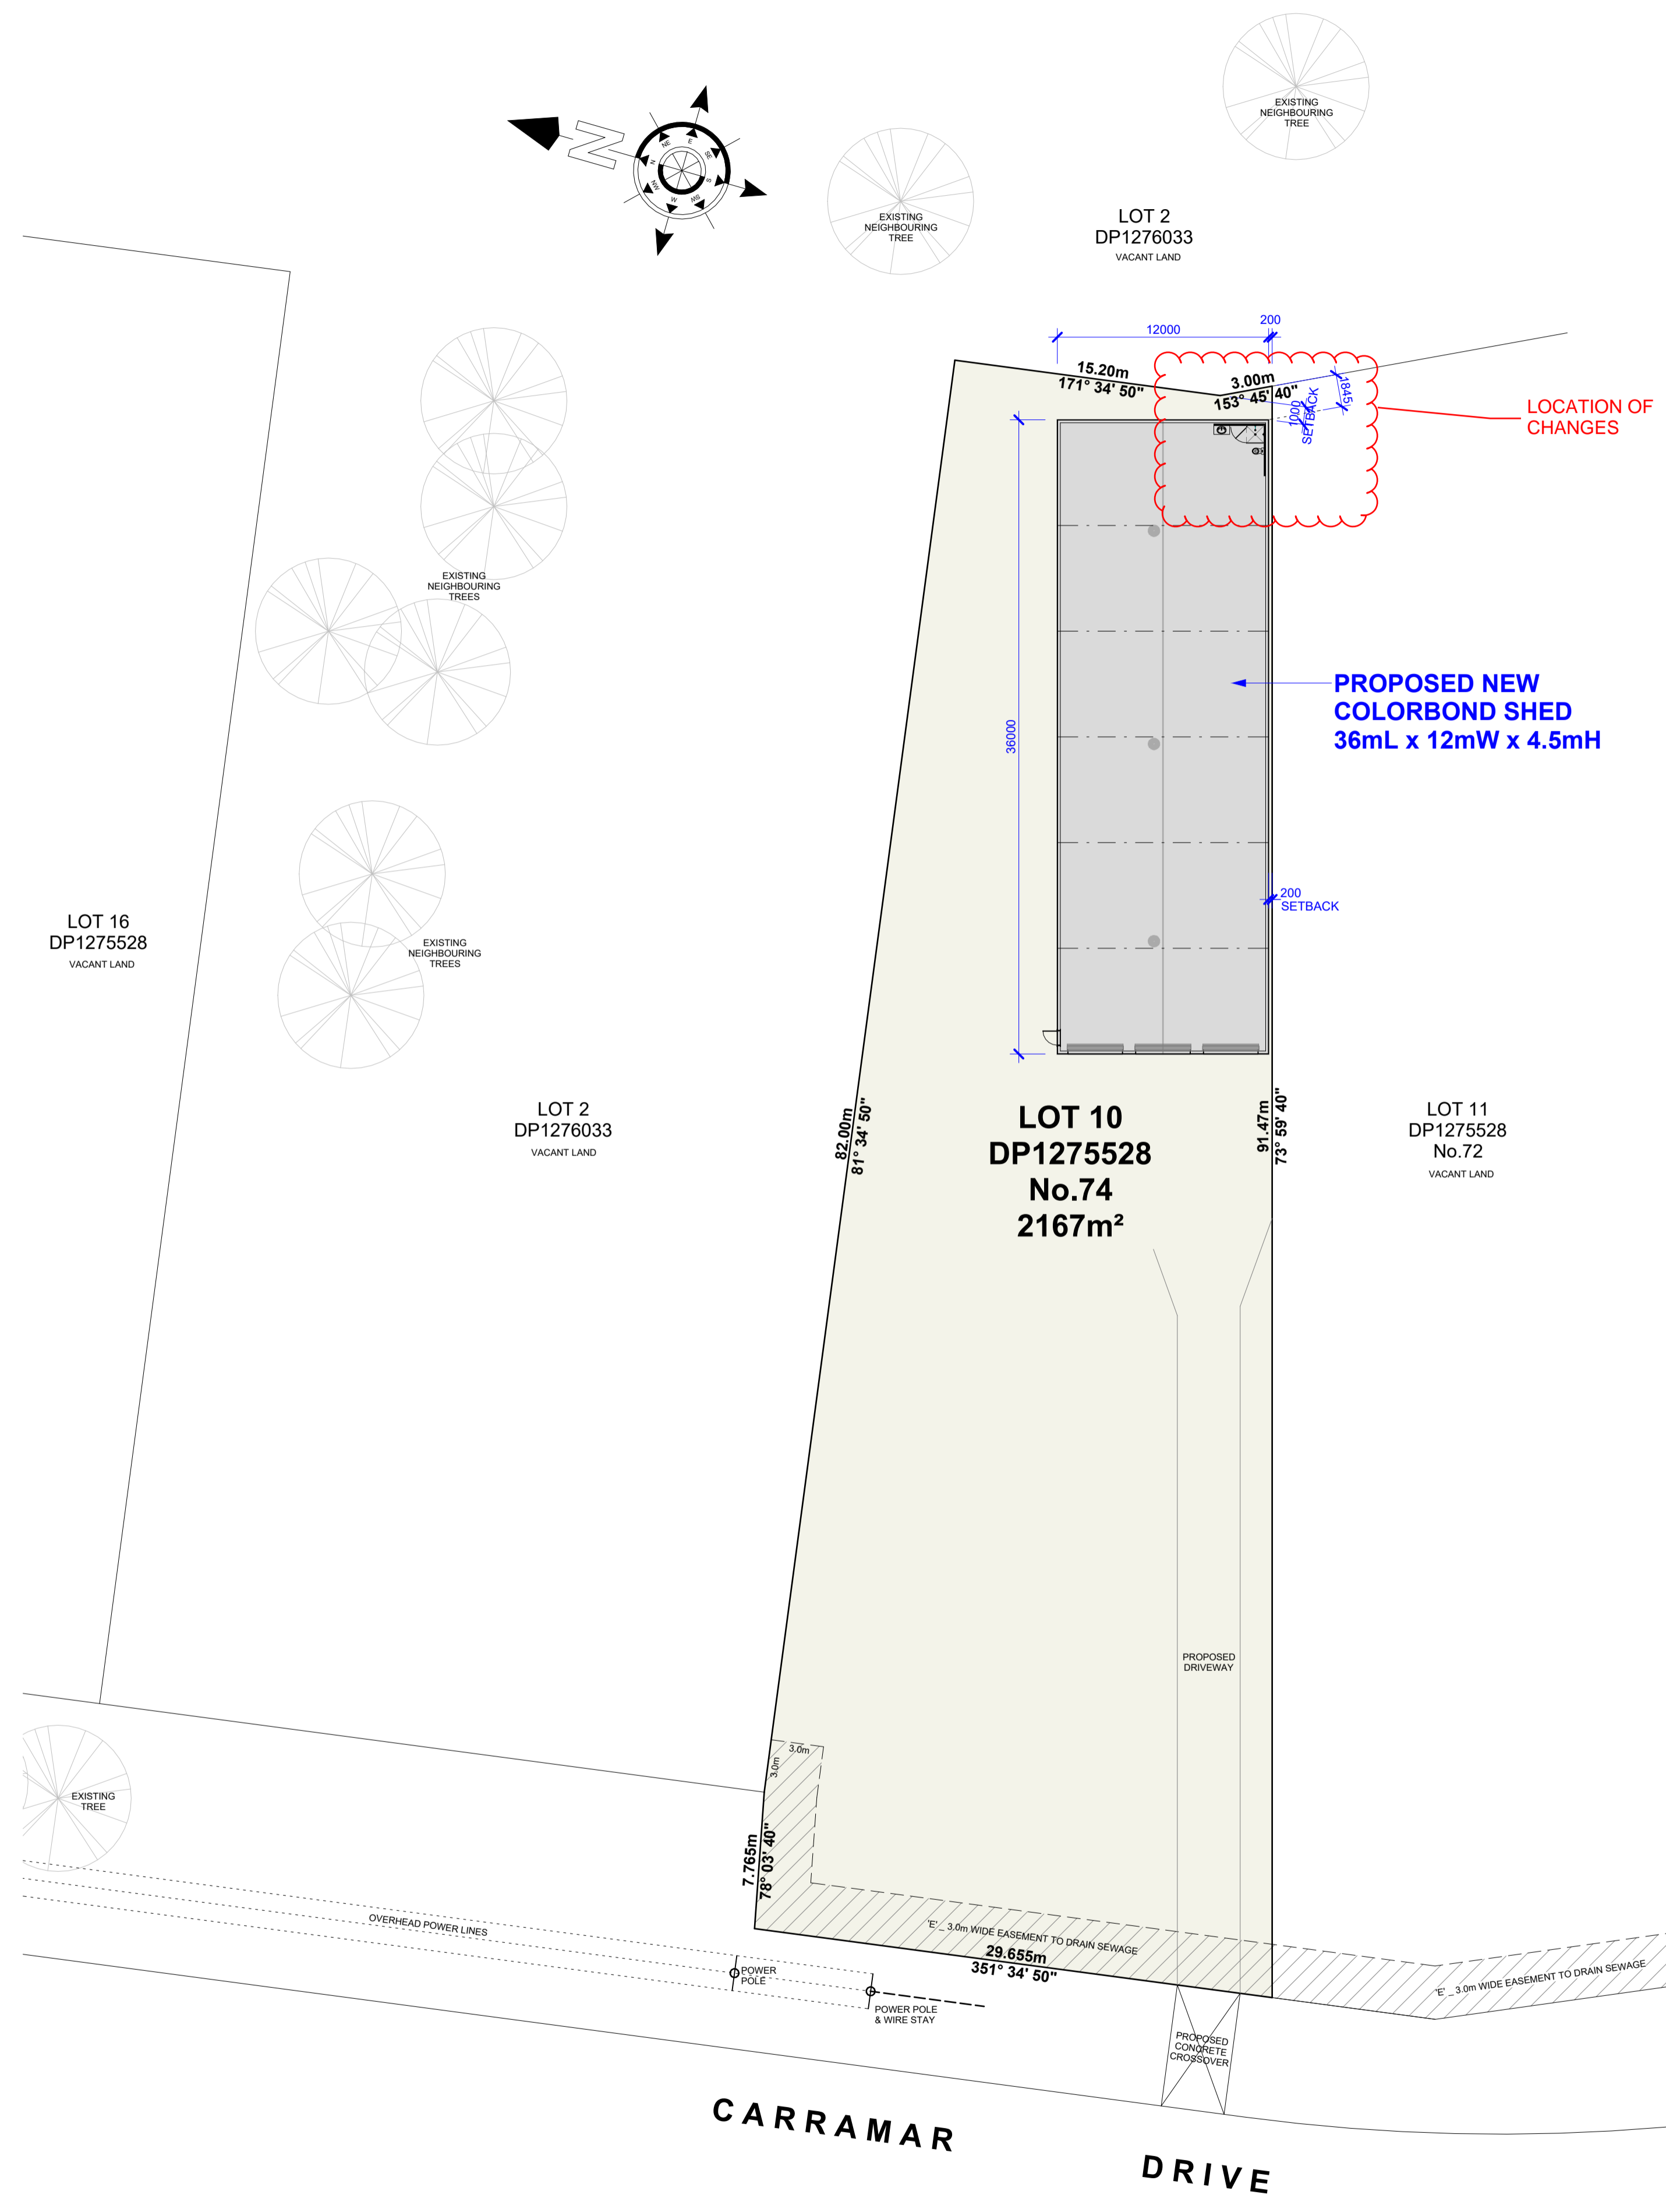 EXISTING
NEIGHBOURING
TREE
N
N
NE
E
SE
S
SW
W
NW
EXISTING
NEIGHBOURING
TREE
LOT 2
DP1276033
VACANT LAND
12000
200
15.20m
171° 34' 50"
3.00m
153° 45' 40"
1845
1000
SETBACK
LOCATION OF
CHANGES
EXISTING
NEIGHBOURING
TREES
36000
PROPOSED NEW
COLORBOND SHED
36mL x 12mW x 4.5mH
200
SETBACK
LOT 16
DP1275528
VACANT LAND
EXISTING
NEIGHBOURING
TREES
LOT 2
DP1276033
VACANT LAND
82.00m
81° 34' 50"
LOT 10
DP1275528
No.74
2167m²
91.47m
73° 59' 40"
LOT 11
DP1275528
No.72
VACANT LAND
PROPOSED
DRIVEWAY
3.0m
3.0m
EXISTING
TREE
7.765m
78° 03' 40"
OVERHEAD POWER LINES
'E' _ 3.0m WIDE EASEMENT TO DRAIN SEWAGE
29.655m
351° 34' 50"
'E' _ 3.0m WIDE EASEMENT TO DRAIN SEWAGE
POWER
POLE
POWER POLE
& WIRE STAY
PROPOSED
CONCRETE
CROSSOVER
CARRAMAR DRIVE